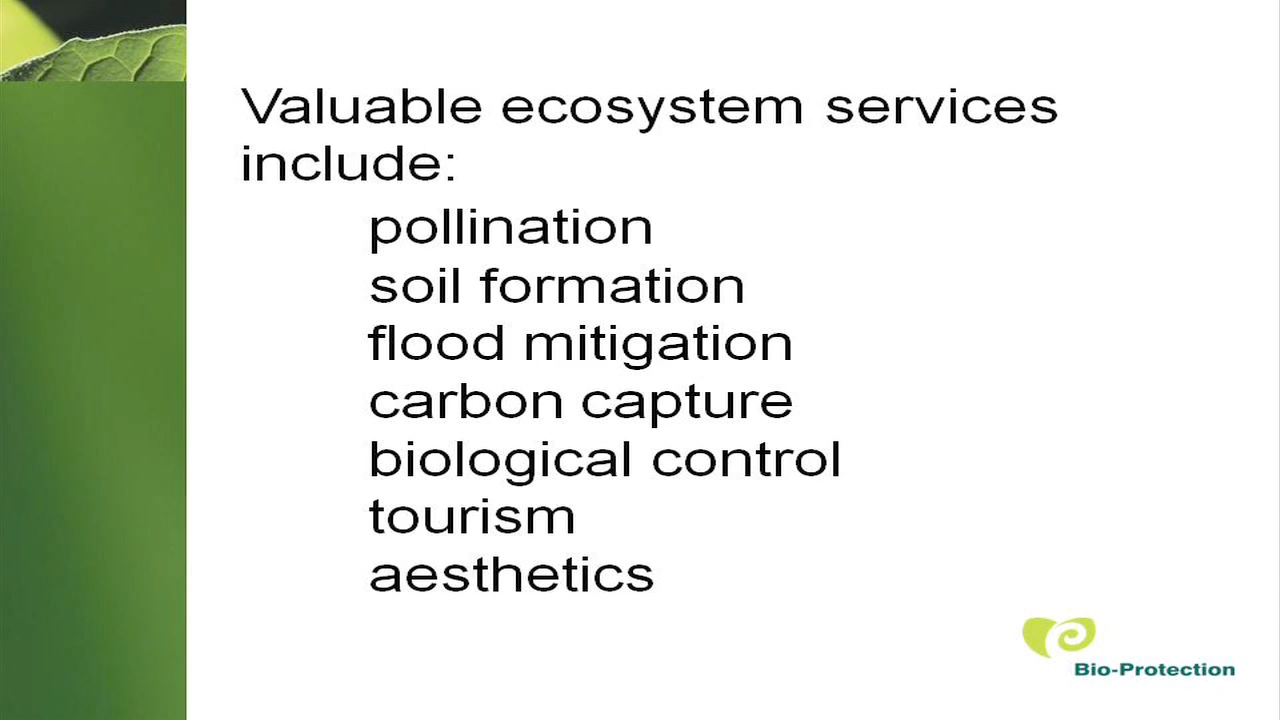 Valuable ecosystem services
include:
pollination
soil formation
flood mitigation
carbon capture
biological control
tourism
aesthetics
Bio-Protection